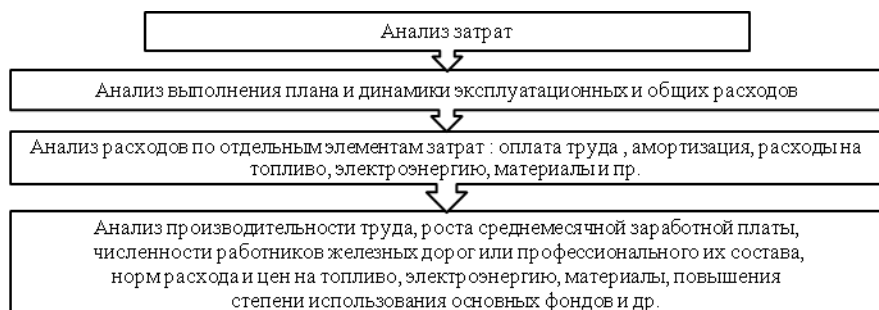 Анализ затрат
Анализ выполнения плана и динамики эксплуатационных и общих расходов
Анализ расходов по отдельным элементам затрат : оплата труда , амортизация, расходы на
топливо, электроэнергию, материалы и пр.
Анализ производительности труда, роста среднемесячной заработной платы,
численности работников железных дорог или профессионального их состава,
норм расхода и цен на топливо, электроэнергию, материалы, повышения
степени использования основных фондов и др.